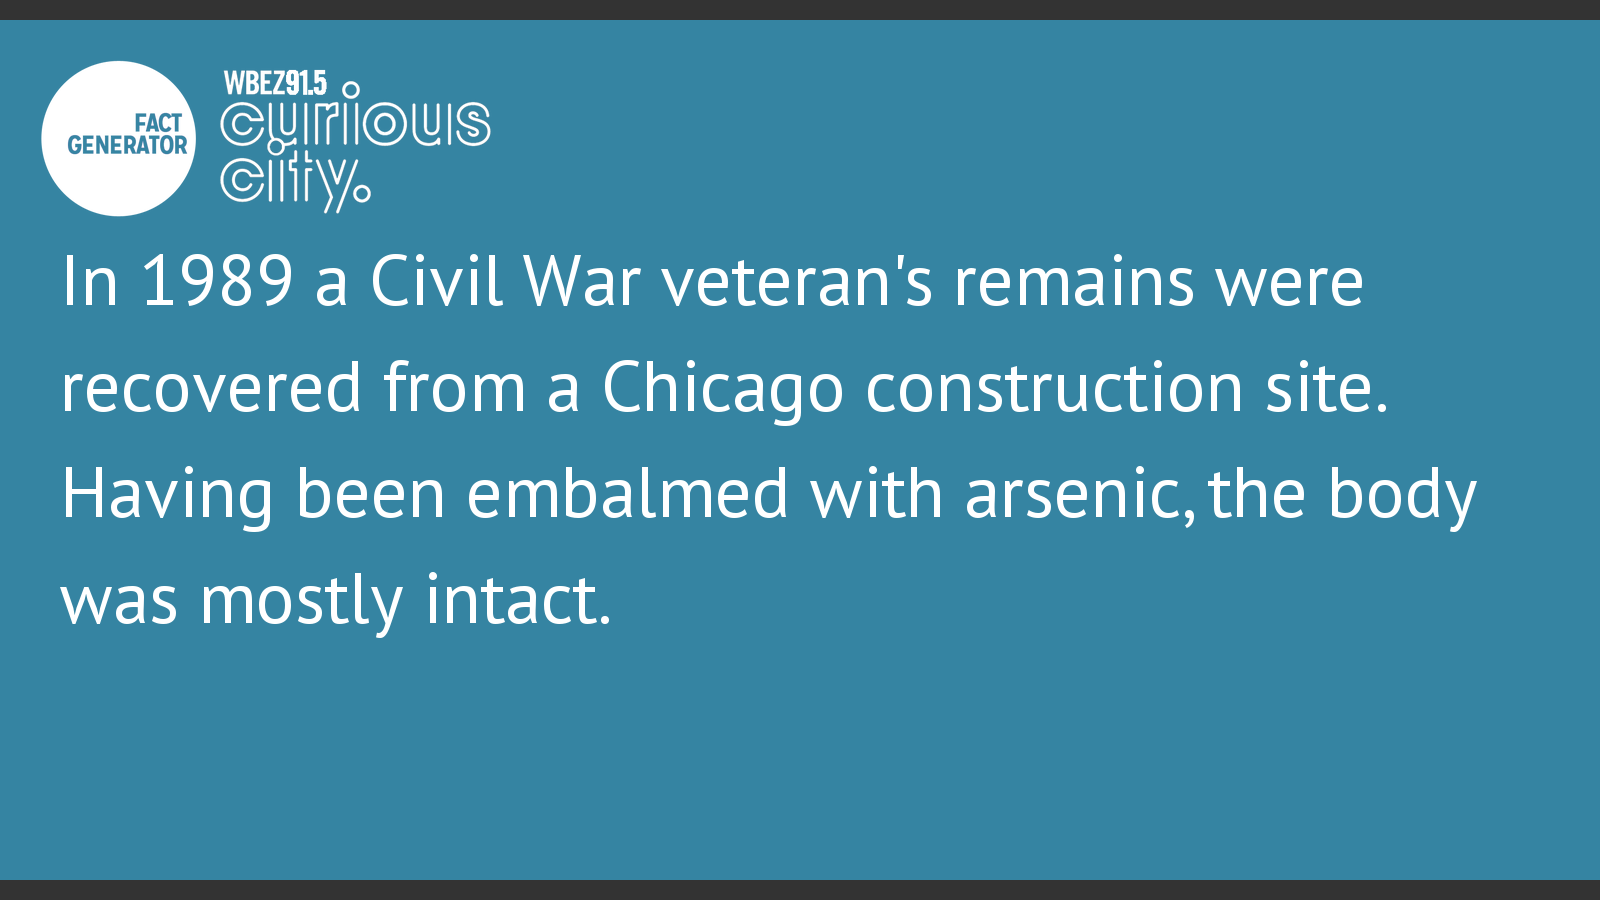 FACT
GENERATOR
WBEZ91.5
curious
city.
In 1989 a Civil War veteran's remains were
recovered from a Chicago construction site.
Having been embalmed with arsenic, the body
was mostly intact.